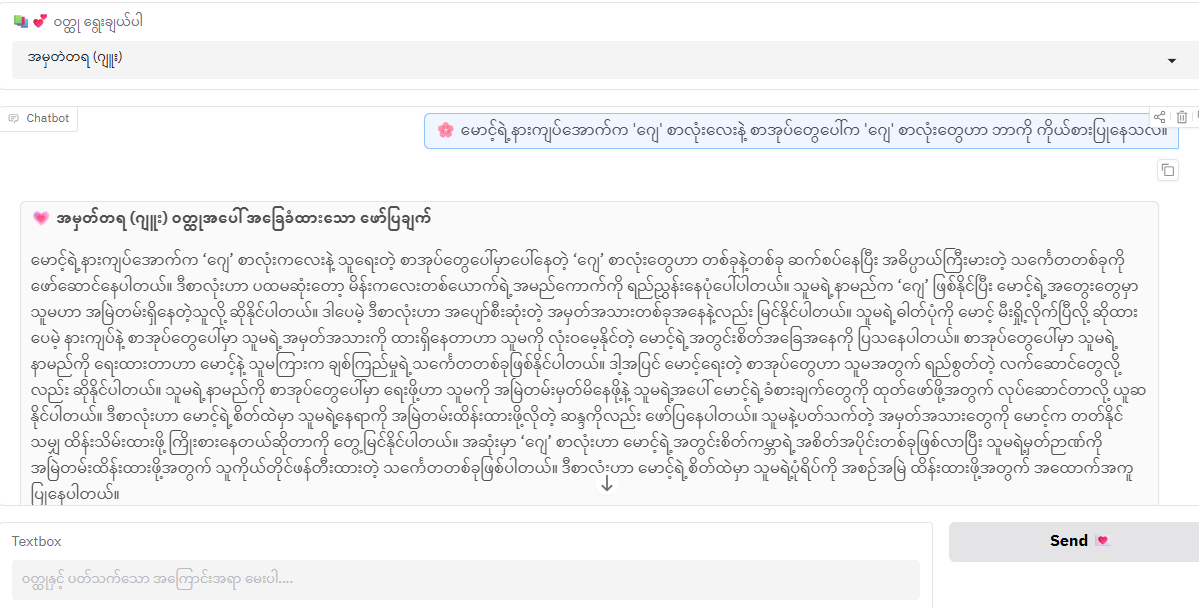 📚 💕 ဝတ္ထု ရွေးချယ်ပါ
အမှတဲတရ (ဂျူး)
Chatbot
🌸 မောင့်ရဲ့နားကျပ်အောက်က 'ဂျေ' စာလုံးလေးနဲ့ စာအုပ်တွေပေါ်က 'ဂျေ' စာလုံးတွေဟာ ဘာကို ကိုယ်စားပြုနေသလဲ။
💗 အမှတ်တရ (ဂျူး) ဝတ္ထုအပေါ် အခြေခံထားသော ဖော်ပြချက်
မောင့်ရဲ့နားကျပ်အောက်က ‘ဂျေ’ စာလုံးကလေးနဲ့ သူရေးတဲ့ စာအုပ်တွေပေါ်မှာပေါ်နေတဲ့ ‘ဂျေ’ စာလုံးတွေဟာ တစ်ခုနဲ့တစ်ခု ဆက်စပ်နေပြီး အဓိပ္ပာယ်ကြီးမားတဲ့ သင်္ကေတတစ်ခုကို
ဖော်ဆောင်နေပါတယ်။ ဒီစာလုံးဟာ ပထမဆုံးတော့ မိန်းကလေးတစ်ယောက်ရဲ့အမည်ကောက်ကို ရည်ညွှန်းနေပုံပေါ်ပါတယ်။ သူမရဲ့နာမည်က ‘ဂျေ’ ဖြစ်နိုင်ပြီး မောင့်ရဲ့အတွေးတွေမှာ
သူမဟာ အမြဲတမ်းရှိနေတဲ့သူလို့ ဆိုနိုင်ပါတယ်။ ဒါပေမဲ့ ဒီစာလုံးဟာ အပျော်စီးဆုံးတဲ့ အမှတ်အသားတစ်ခုအနေနဲ့လည်း မြင်နိုင်ပါတယ်။ သူမရဲ့ဓါတ်ပုံကို မောင့် မီးရှို့လိုက်ပြီလို့ ဆိုထား
ပေမဲ့ နားကျပ်နဲ့ စာအုပ်တွေပေါ်မှာ သူမရဲ့အမှတ်အသားကို ထားရှိနေတာဟာ သူမကို လုံးဝမမေ့နိုင်တဲ့ မောင့်ရဲ့အတွင်းစိတ်အခြေအနေကို ပြသနေပါတယ်။ စာအုပ်တွေပေါ်မှာ သူမရဲ့
နာမည်ကို ရေးထားတာဟာ မောင့်နဲ့ သူမကြားက ချစ်ကြည်မှုရဲ့သင်္ကေတတစ်ခုဖြစ်နိုင်ပါတယ်။ ဒါ့အပြင် မောင့်ရေးတဲ့ စာအုပ်တွေဟာ သူမအတွက် ရည်စူတ်တဲ့ လက်ဆောင်တွေလို့
လည်း ဆိုနိုင်ပါတယ်။ သူမရဲ့နာမည်ကို စာအုပ်တွေပေါ်မှာ ရေးဖို့ဟာ သူမကို အမြဲတမ်းမှတ်မိနေဖို့နဲ့ သူမရဲ့အပေါ် မောင့်ရဲ့ခံစားချက်တွေကို ထုတ်ဖော်ဖို့အတွက် လုပ်ဆောင်တာလို့ ယူဆ
နိုင်ပါတယ်။ ဒီစာလုံးဟာ မောင့်ရဲ့စိတ်ထဲမှာ သူမရဲ့နေရာကို အမြဲတမ်းထိန်းထားဖို့လိုတဲ့ ဆန္ဒကိုလည်း ဖော်ပြနေပါတယ်။ သူမနဲ့ပတ်သက်တဲ့ အမှတ်အသားတွေကို မောင့်က တတ်နိုင်
သမျှ ထိန်းသိမ်းထားဖို့ ကြိုးစားနေတယ်ဆိုတာကို တွေ့မြင်နိုင်ပါတယ်။ အဆုံးမှာ ‘ဂျေ’ စာလုံးဟာ မောင့်ရဲ့ အတွင်းစိတ်ကမ္ဘာရဲ့ အစိတ်အပိုင်းတစ်ခုဖြစ်လာပြီး သူမရဲ့မှတ်ဉာဏ်ကို
အမြဲတမ်းထိန်းထားဖို့အတွက် သူကိုယ်တိုင်ဖန်တီးထားတဲ့ သင်္ကေတတစ်ခုဖြစ်ပါတယ်။ ဒီစာလုံးဟာ မောင့်ရဲ့စိတ်ထဲမှာ သူမရဲ့ပုံရိပ်ကို အစဉ်အမြဲ ထိန်းထားဖို့အတွက် အထောက်အကူ
ပြုနေပါတယ်။
Textbox
ဝတ္ထုနှင့် ပတ်သက်သော အကြောင်းအရာ မေးပါ....
Send 💌